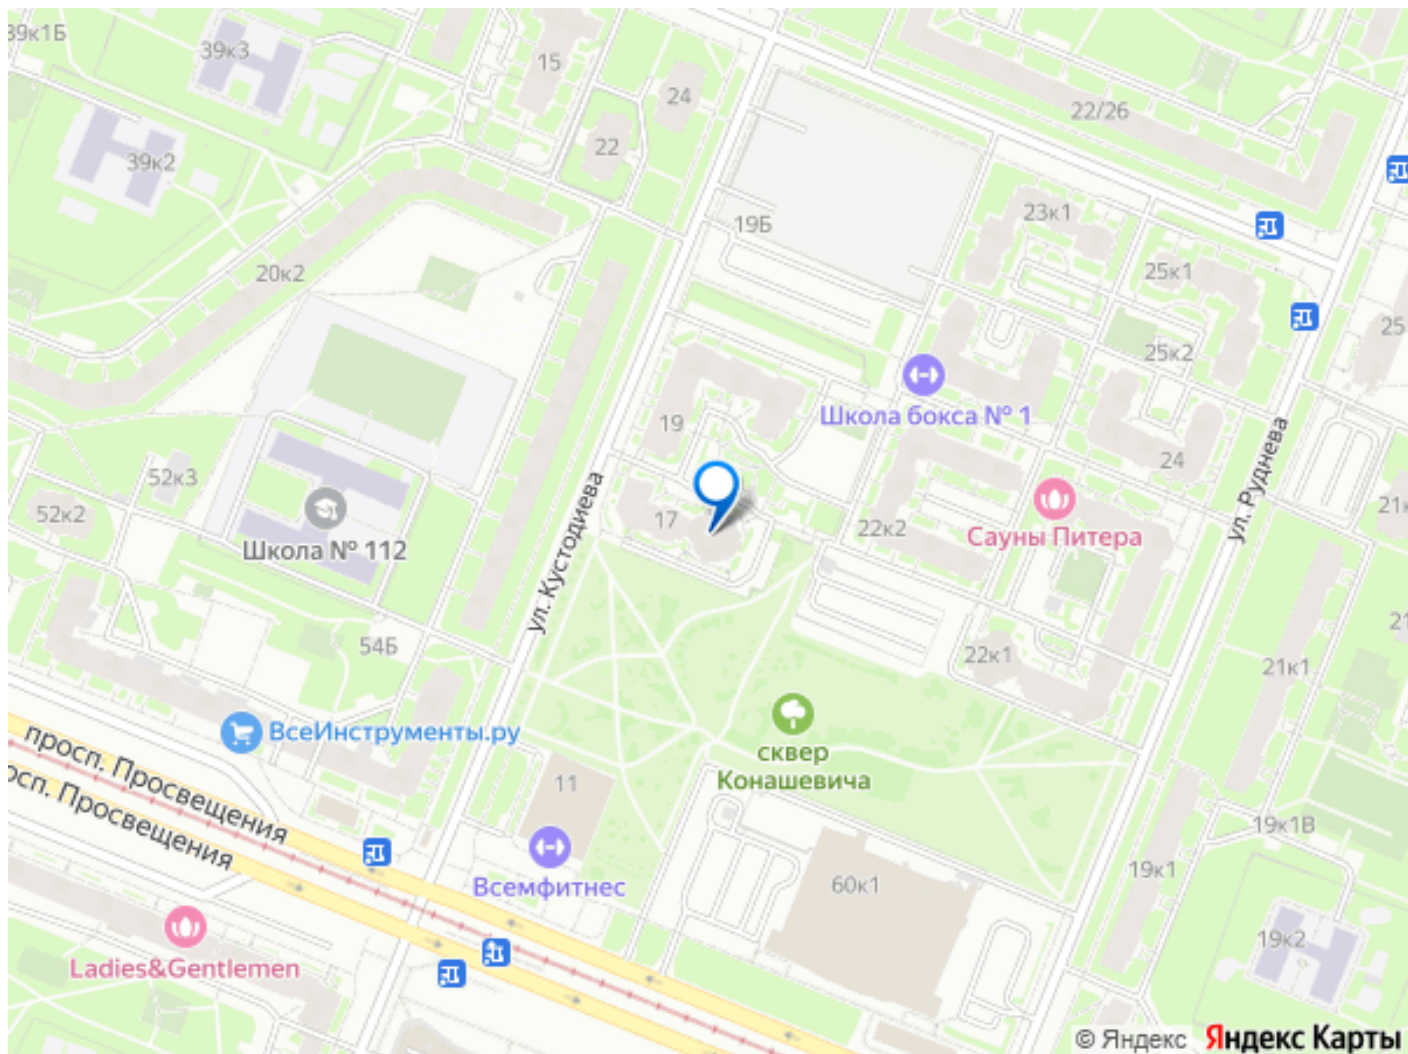 39к1Б
39к3
15
24
22/26
22
39к2
19Б
23к1
20к2
25к1
25
25к2
19
Школа бокса № 1
24
ул. Руднева
52к3
52к2
Школа № 112
17
ул. Кустодиева
22к2
Сауны Питера
21к
54Б
22к1
21
21к1
ВсеИнструменты.ру
просп. Просвещения
осп. Просвещения
сквер
Конашевича
11
Всемфитнес
60к1
19к1В
19к1
19к2
Ladies&Gentlemen
© Яндекс Яндекс Карты